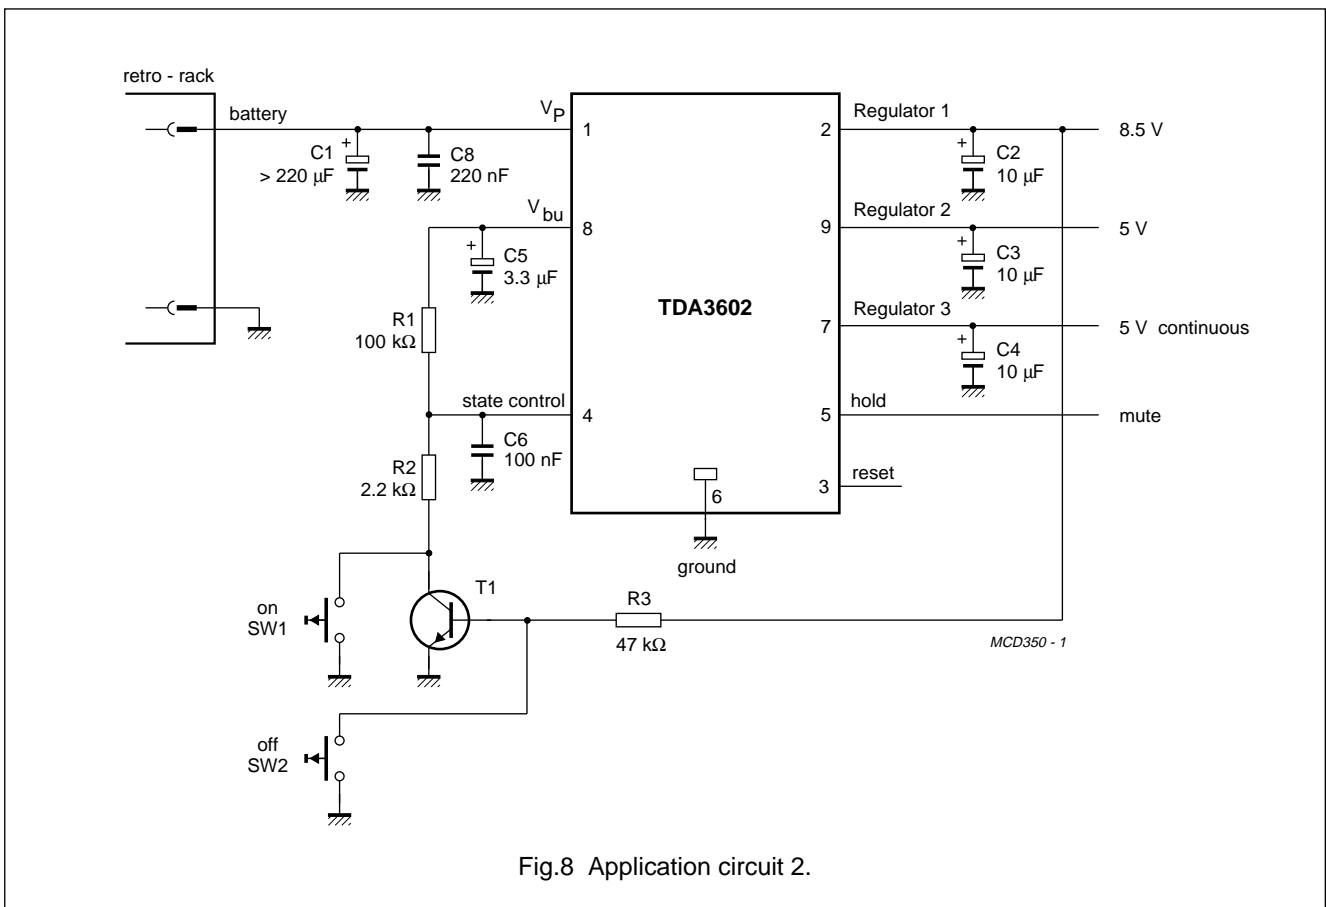 retro - rack
battery
VP
1
C1
+
> 220 μF
C8
220 nF
Vbu
8
+
C5
3.3 μF
R1
100 kΩ
state control
4
C6
100 nF
R2
2.2 kΩ
TDA3602
6
ground
2
Regulator 1
+
C2
10 μF
8.5 V
9
Regulator 2
+
C3
10 μF
5 V
7
Regulator 3
+
C4
10 μF
5 V continuous
5
hold
mute
3
reset
on
SW1
T1
R3
47 kΩ
MCD350 - 1
off
SW2
Fig.8 Application circuit 2.